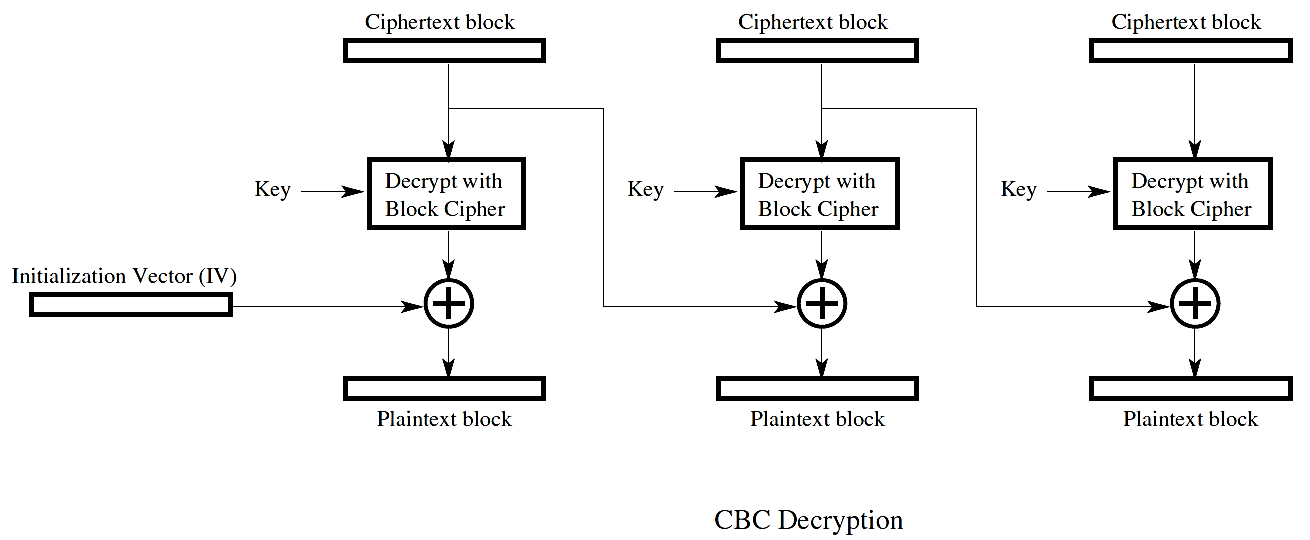 Ciphertext block
Ciphertext block
Ciphertext block
Key
Decrypt with
Block Cipher
Key
Decrypt with
Block Cipher
Key
Decrypt with
Block Cipher
Initialization Vector (IV)
Plaintext block
Plaintext block
Plaintext block
CBC Decryption